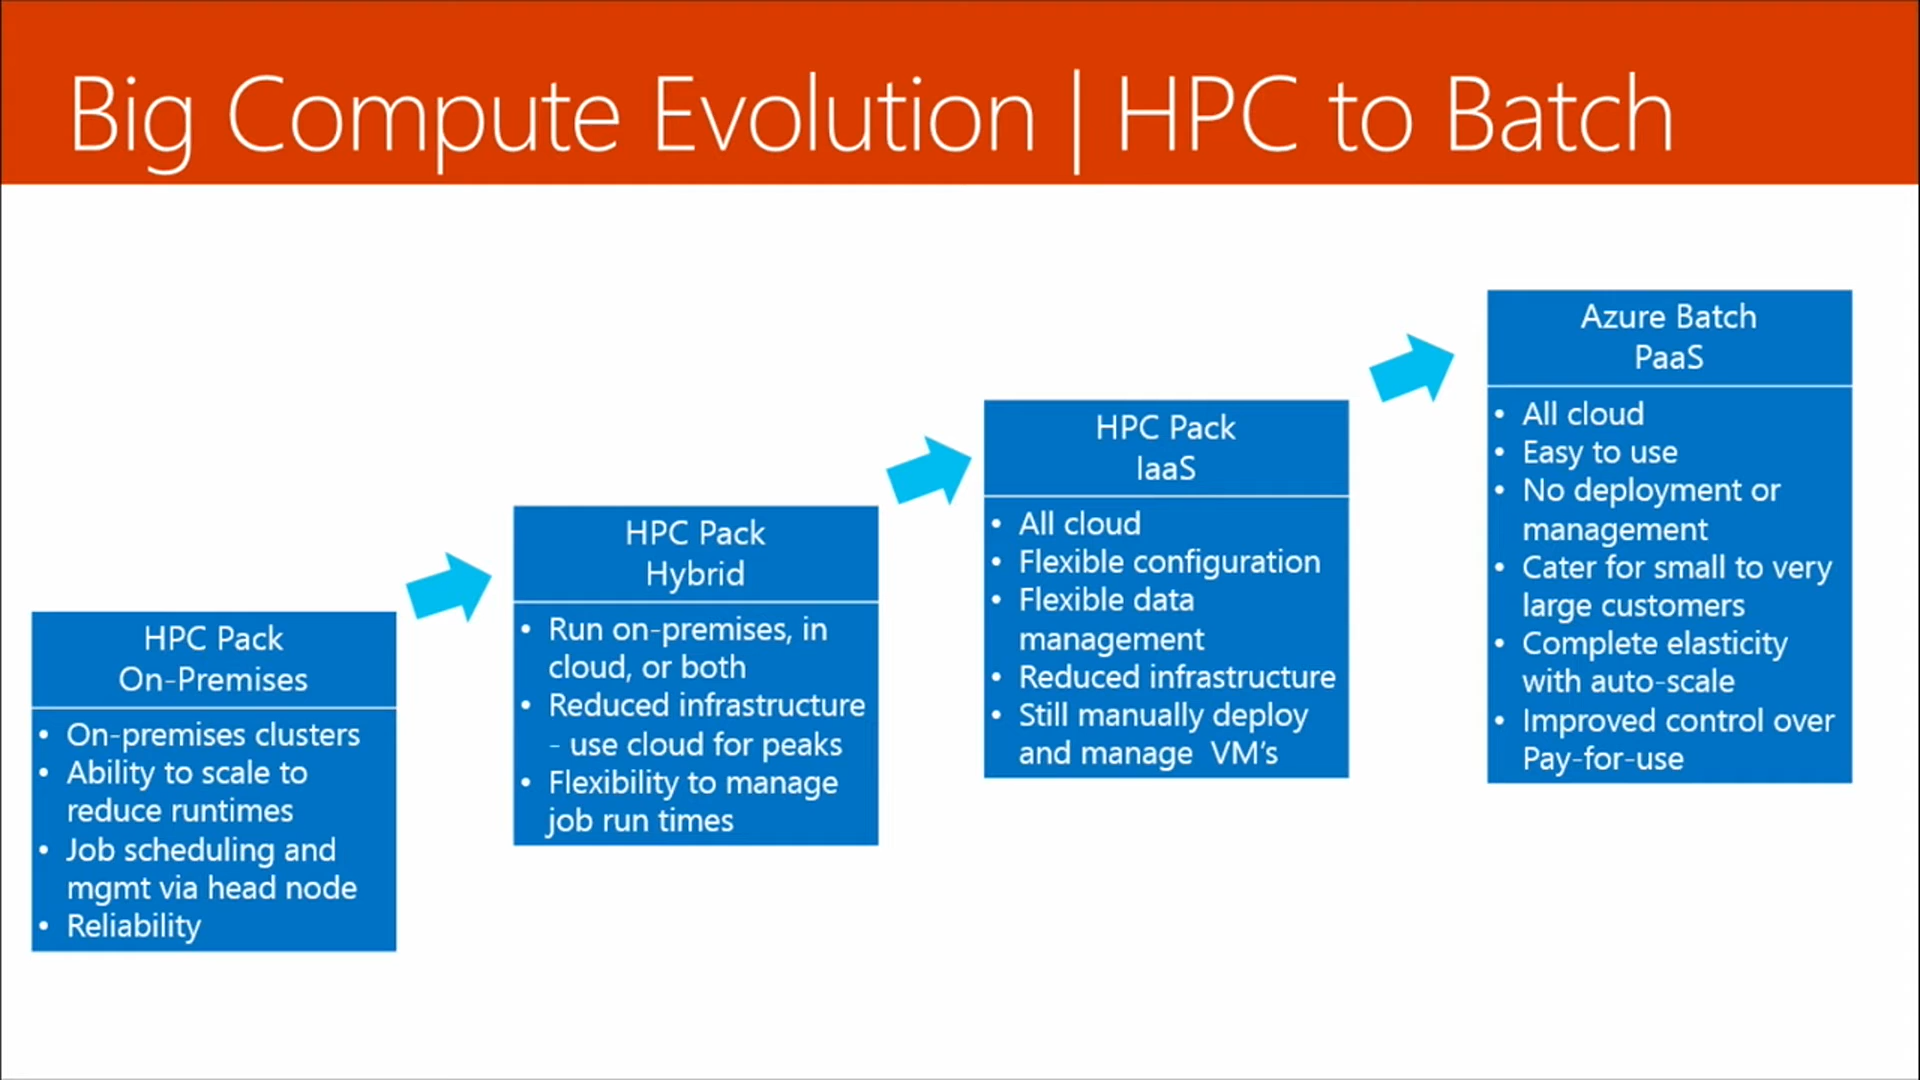 Big Compute Evolution | HPC to Batch
HPC Pack
On-Premises
• On-premises clusters
• Ability to scale to
reduce runtimes
• Job scheduling and
mgmt via head node
• Reliability
HPC Pack
Hybrid
• Run on-premises, in
cloud, or both
• Reduced infrastructure
- use cloud for peaks
• Flexibility to manage
job run times
HPC Pack
IaaS
• All cloud
• Flexible configuration
• Flexible data
management
• Reduced infrastructure
• Still manually deploy
and manage VM's
Azure Batch
PaaS
• All cloud
• Easy to use
• No deployment or
management
• Cater for small to very
large customers
• Complete elasticity
with auto-scale
• Improved control over
Pay-for-use